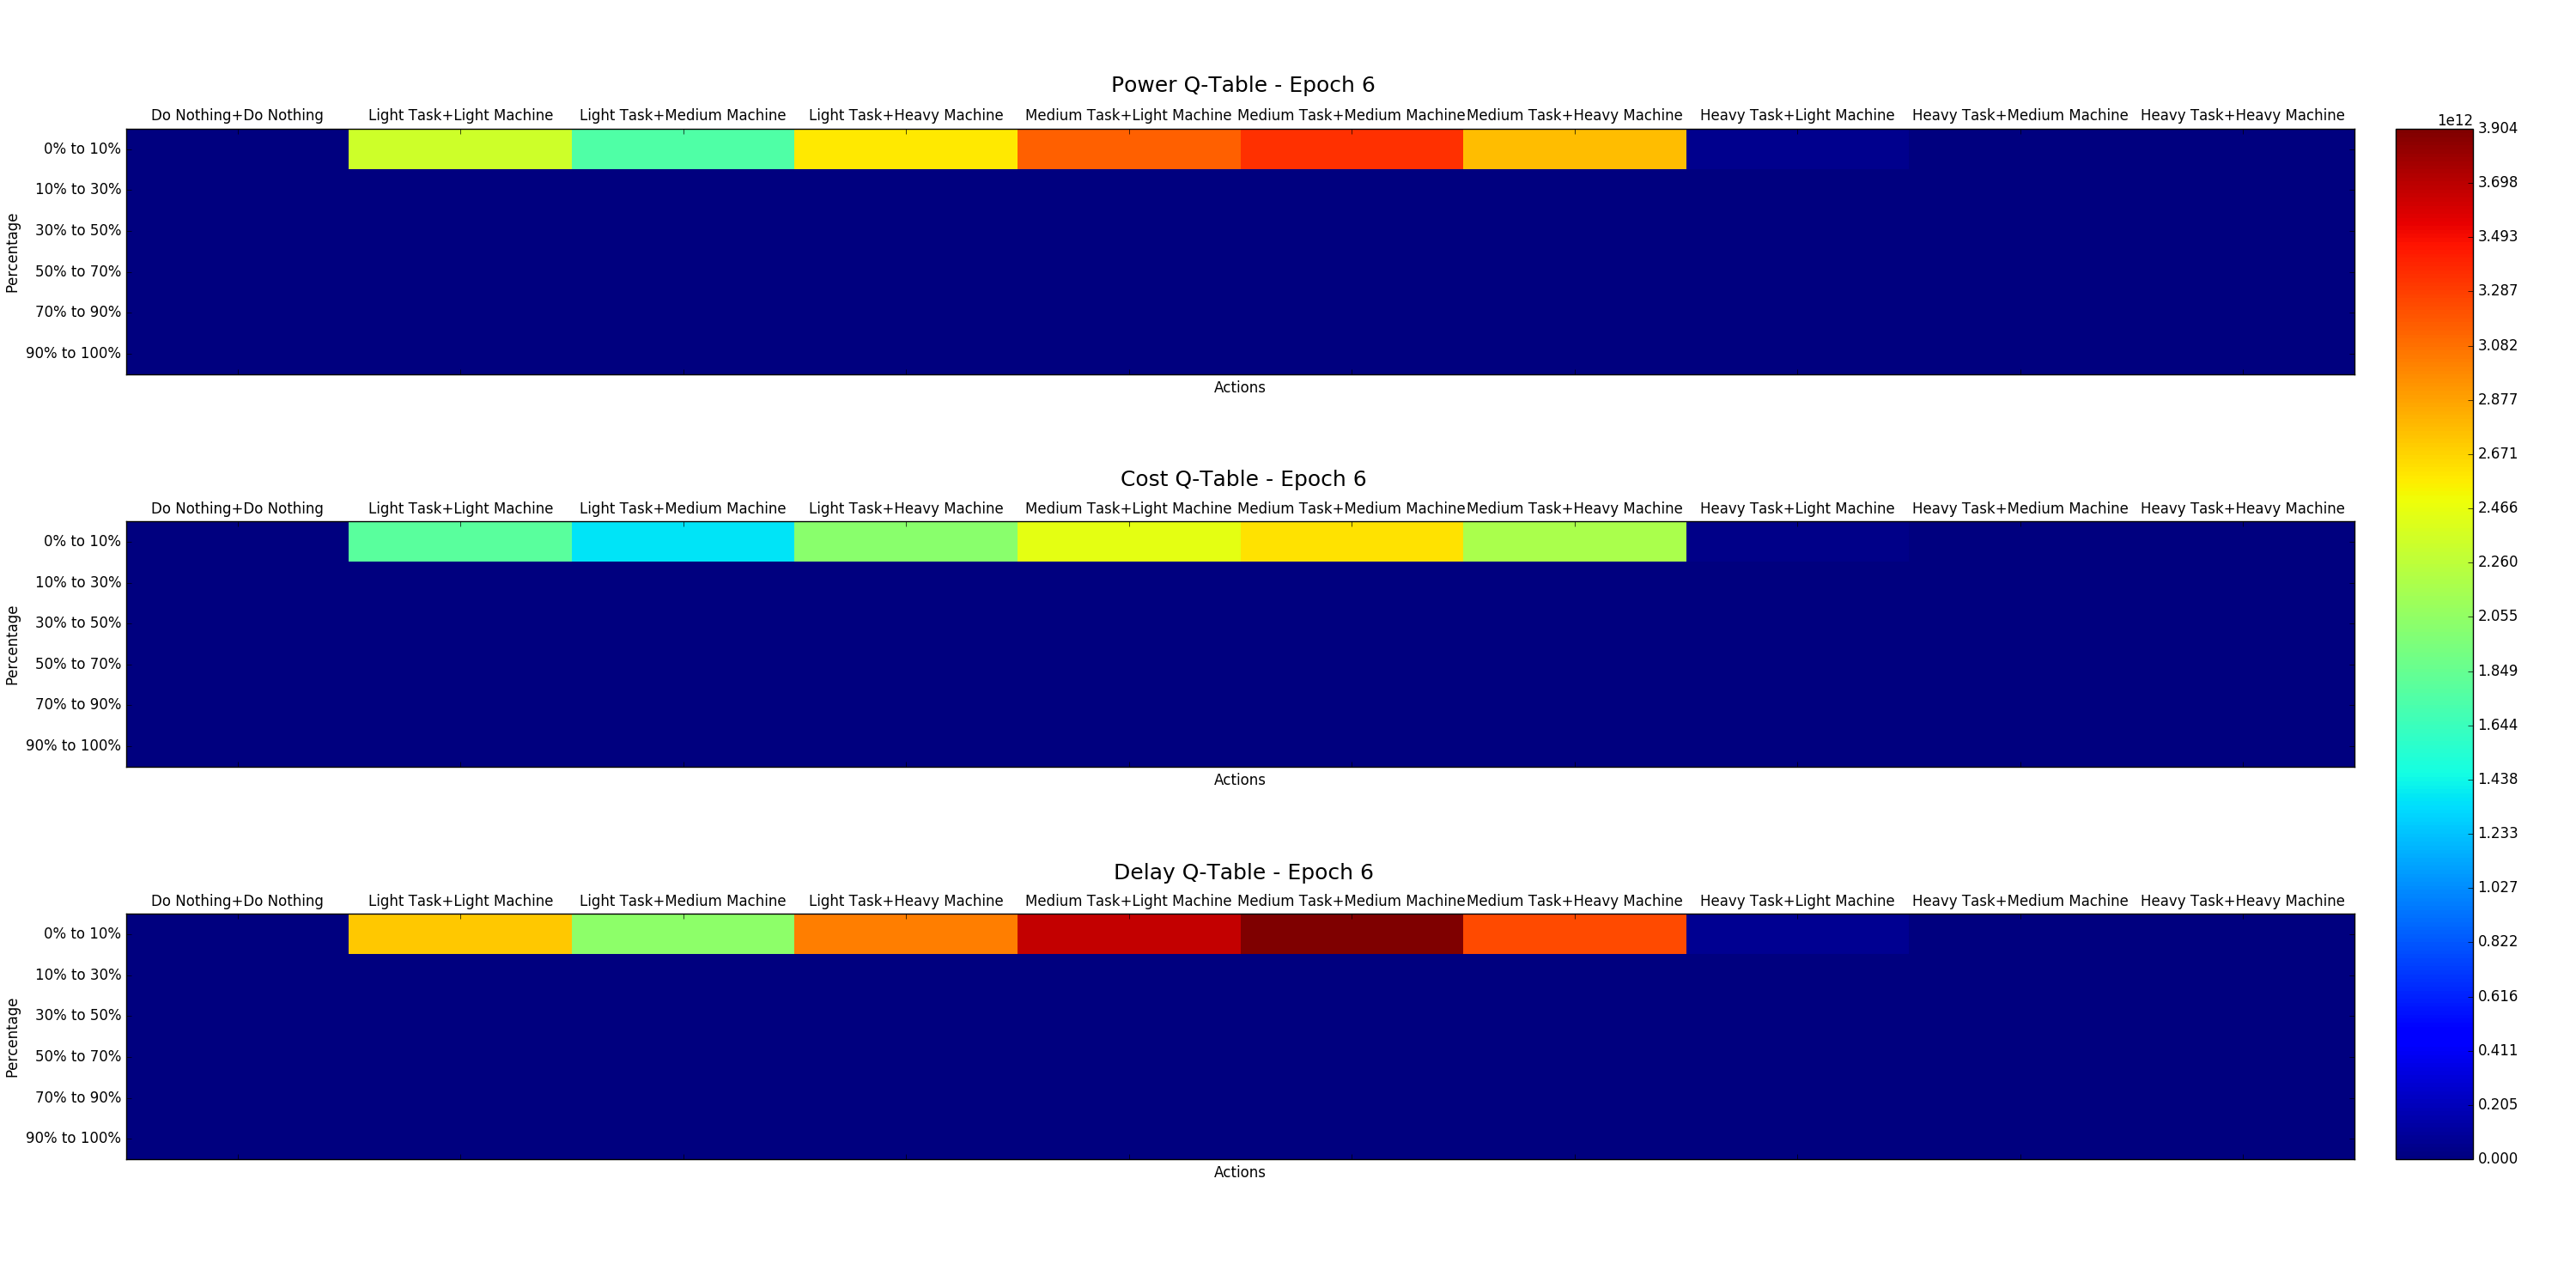 Power Q-Table - Epoch 6
Do Nothing+Do Nothing Light Task+Light Machine Light Task+Medium Machine Light Task+Heavy Machine Medium Task+Light Machine Medium Task+Medium Machine Medium Task+Heavy Machine Heavy Task+Light Machine Heavy Task+Medium Machine Heavy Task+Heavy Machine
Percentage
0% to 10%
10% to 30%
30% to 50%
50% to 70%
70% to 90%
90% to 100%
Actions
Cost Q-Table - Epoch 6
Do Nothing+Do Nothing Light Task+Light Machine Light Task+Medium Machine Light Task+Heavy Machine Medium Task+Light Machine Medium Task+Medium Machine Medium Task+Heavy Machine Heavy Task+Light Machine Heavy Task+Medium Machine Heavy Task+Heavy Machine
Percentage
0% to 10%
10% to 30%
30% to 50%
50% to 70%
70% to 90%
90% to 100%
Actions
Delay Q-Table - Epoch 6
Do Nothing+Do Nothing Light Task+Light Machine Light Task+Medium Machine Light Task+Heavy Machine Medium Task+Light Machine Medium Task+Medium Machine Medium Task+Heavy Machine Heavy Task+Light Machine Heavy Task+Medium Machine Heavy Task+Heavy Machine
Percentage
0% to 10%
10% to 30%
30% to 50%
50% to 70%
70% to 90%
90% to 100%
Actions
1e12
3.904
3.698
3.493
3.287
3.082
2.877
2.671
2.466
2.260
2.055
1.849
1.644
1.438
1.233
1.027
0.822
0.616
0.411
0.205
0.000